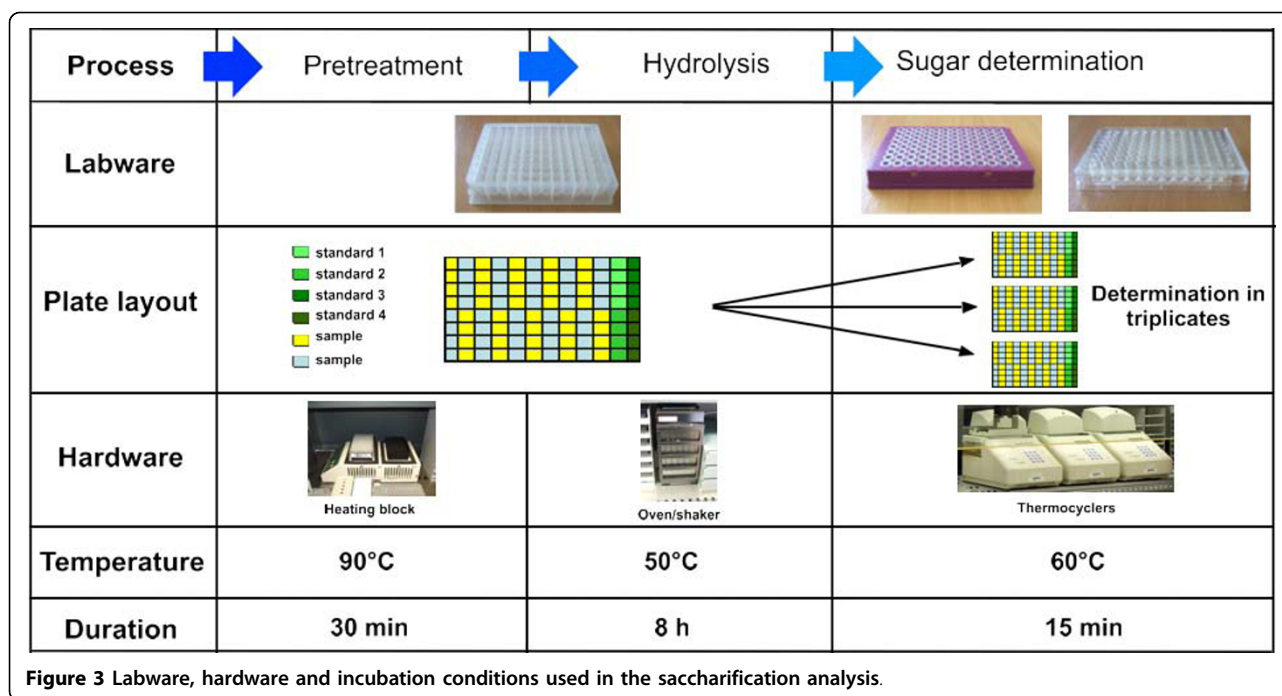 Process
Pretreatment
Hydrolysis
Sugar determination
Labware
Plate layout
standard 1
standard 2
standard 3
standard 4
sample
sample
Determination in
triplicates
Hardware
Heating block
Oven/shaker
Thermocyclers
Temperature
90°C
50°C
60°C
Duration
30 min
8 h
15 min
Figure 3 Labware, hardware and incubation conditions used in the saccharification analysis.